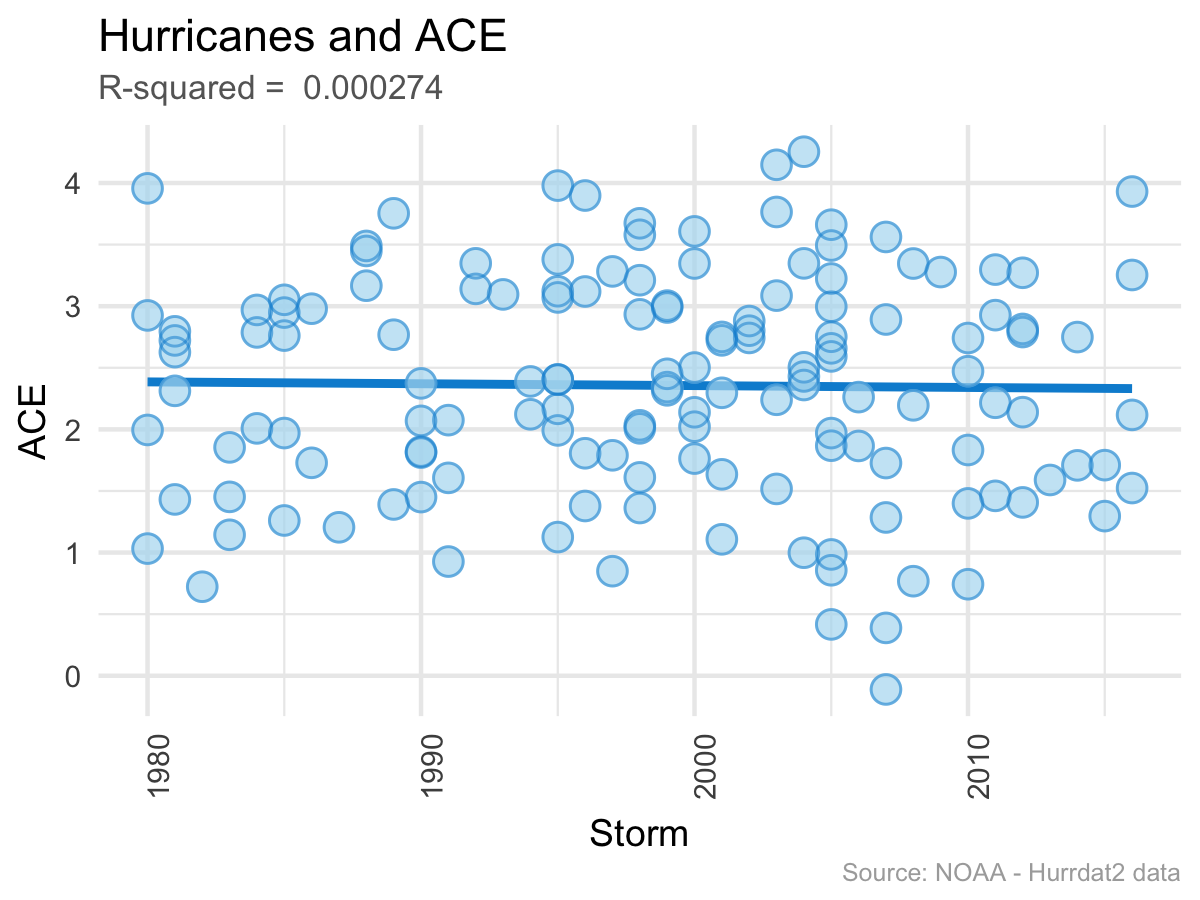 Hurricanes and ACE
R-squared =  0.000274
4
3
2
1
0
ACE
1980
1990
2000
2010
Storm
Source: NOAA - Hurrdat2 data